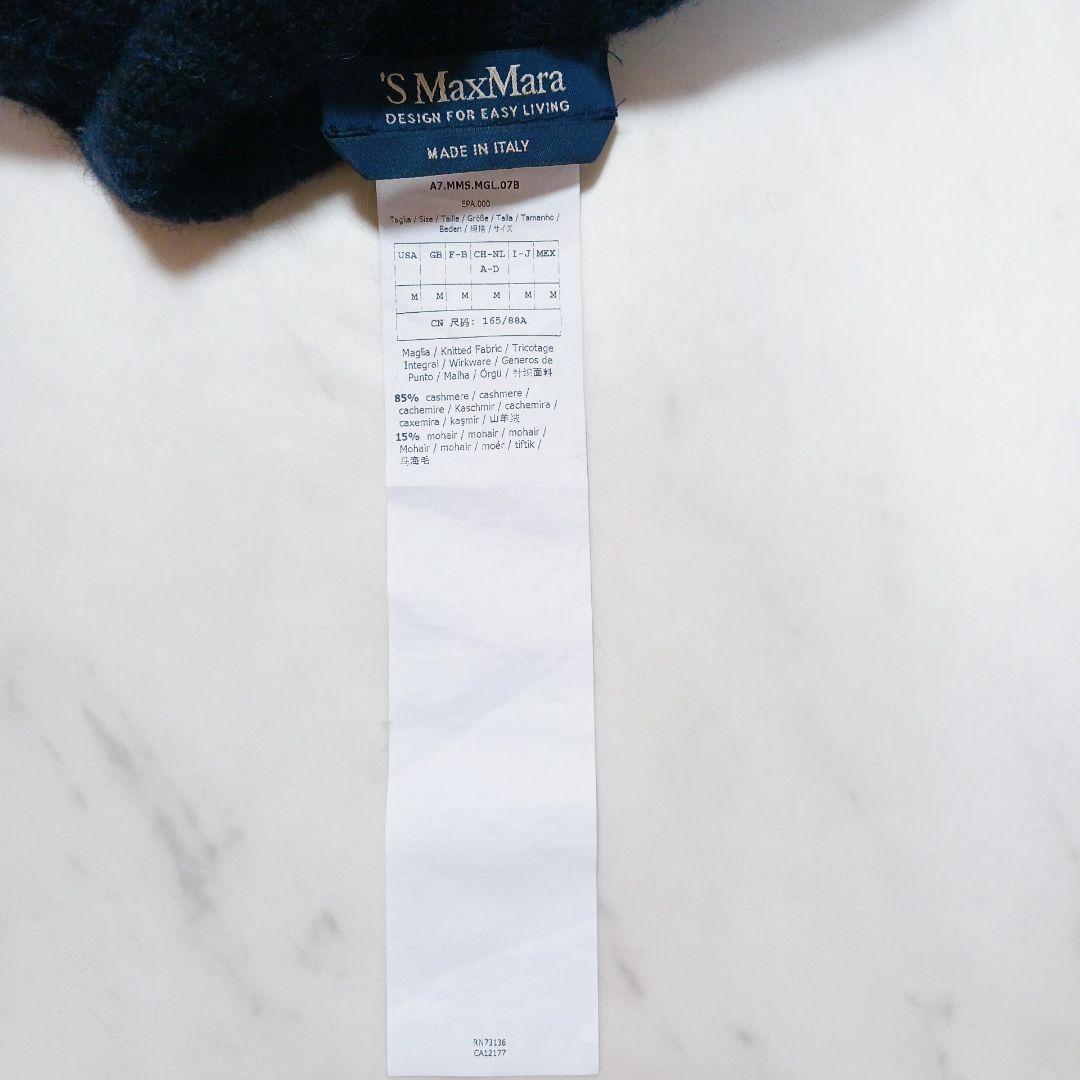 'S MaxMara
DESIGN FOR EASY LIVING
MADE IN ITALY
A7.MMS.MGL.07B
EPA.000
Taglia / Size / Taille / Größe / Talla / Tamanho /
Beden / 规格 / サイズ
USA GB F-B CH-NL I-J MEX
A-D
M M M M M M
CN 尺码: 165/88A
Maglia / Knitted Fabric / Tricotage
Integral / Wirkware / Generos de
Punto / Malha / Örgü / 针织面料
85% cashmere / cashmere /
cachemire / Kaschmir / cachemira /
caxemira / kaşmir / 山羊绒
15% mohair / mohair / mohair /
Mohair / mohair / moér / tiftik /
马海毛
RN73136
CA12177